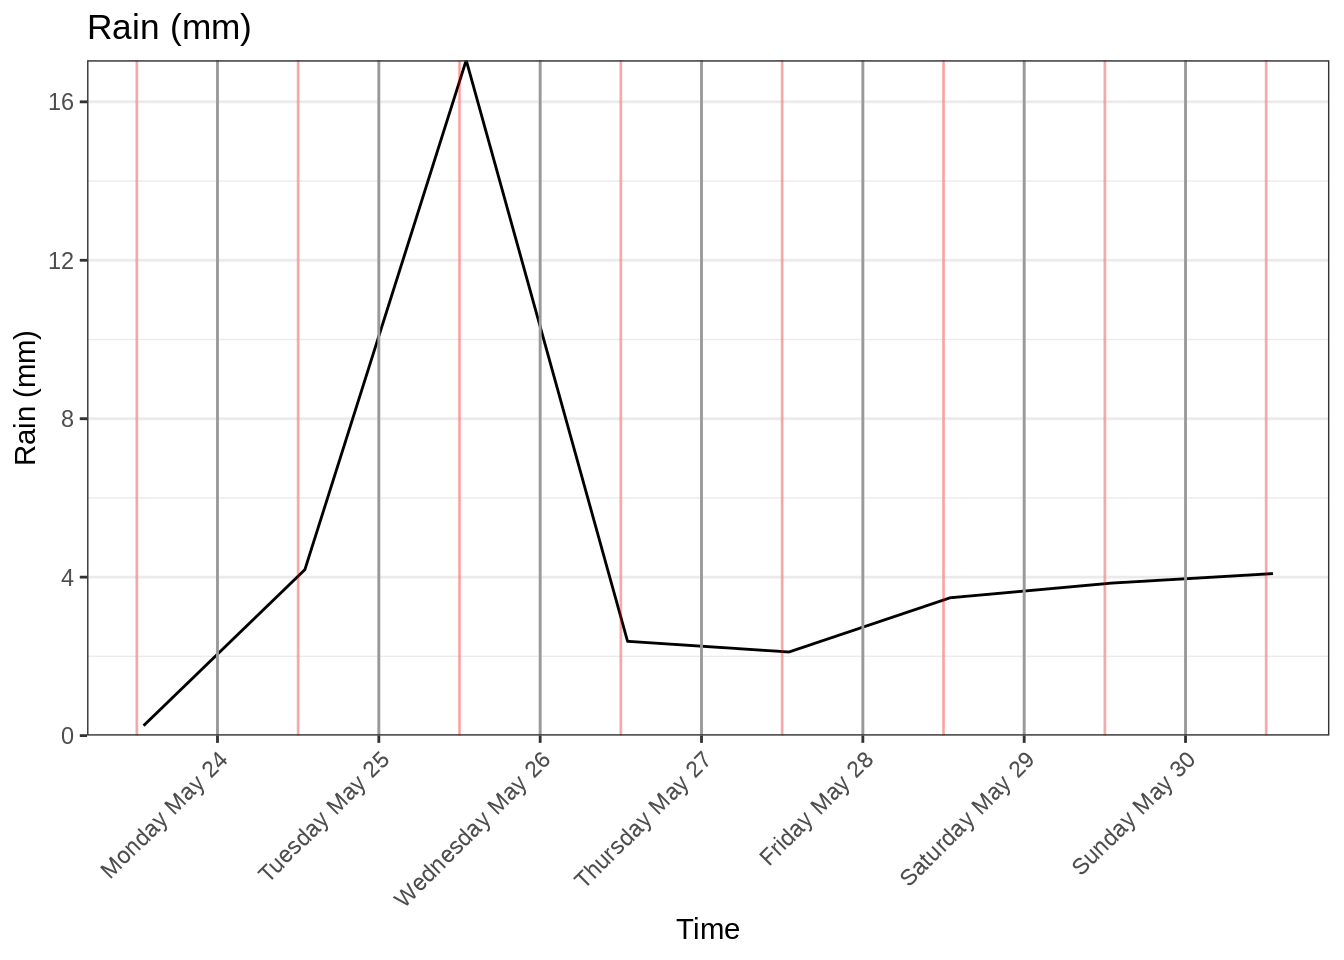 Rain (mm)
Rain (mm)
16
12
8
4
0
Monday May 24
Tuesday May 25
Wednesday May 26
Thursday May 27
Friday May 28
Saturday May 29
Sunday May 30
Time